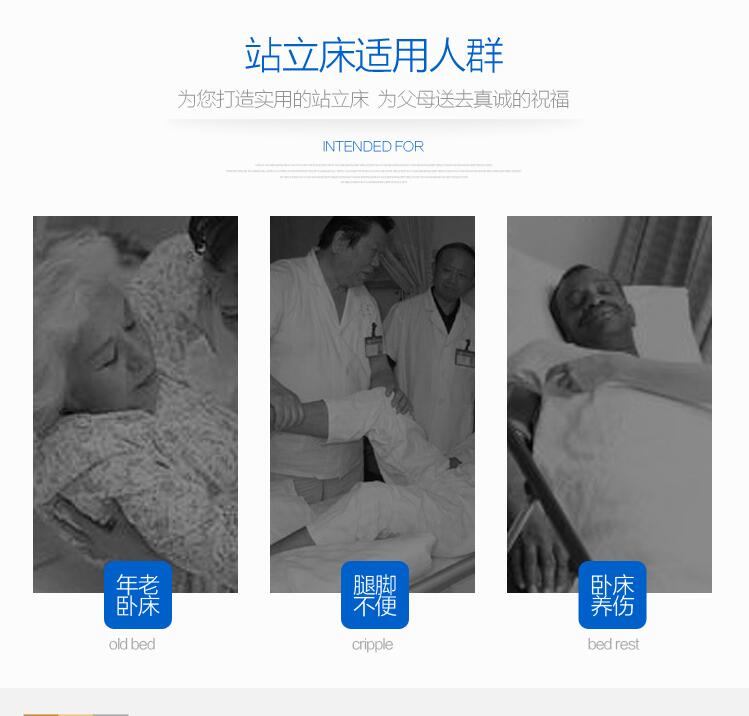 站立床适用人群
为您打造实用的站立床 为父母送去真诚的祝福
INTENDED FOR
年老
卧床
old bed
腿脚
不便
cripple
卧床
养伤
bed rest